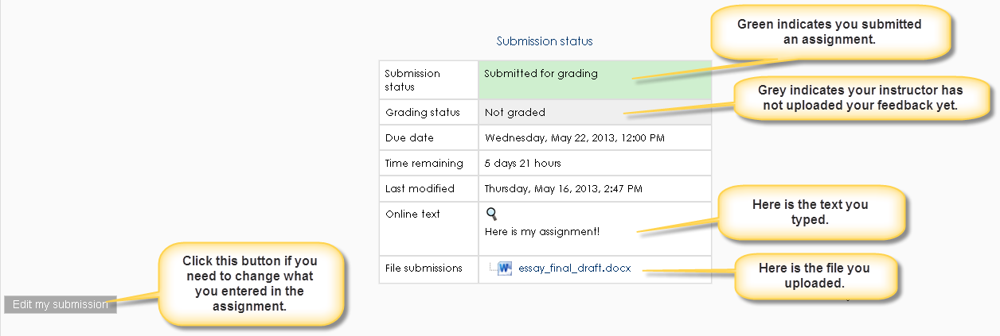 Green indicates you submitted
an assignment.
Submission status
Submission
status
Submitted for grading
Grey indicates your instructor has
not uploaded your feedback yet.
Grading status
Not graded
Due date
Wednesday, May 22, 2013, 12:00 PM
Time remaining
5 days 21 hours
Last modified
Thursday, May 16, 2013, 2:47 PM
Here is the text you
typed.
Online text
Here is my assignment!
File submissions
essay_final_draft.docx
Here is the file you
uploaded.
Click this button if you
need to change what
you entered in the
assignment.
Edit my submission